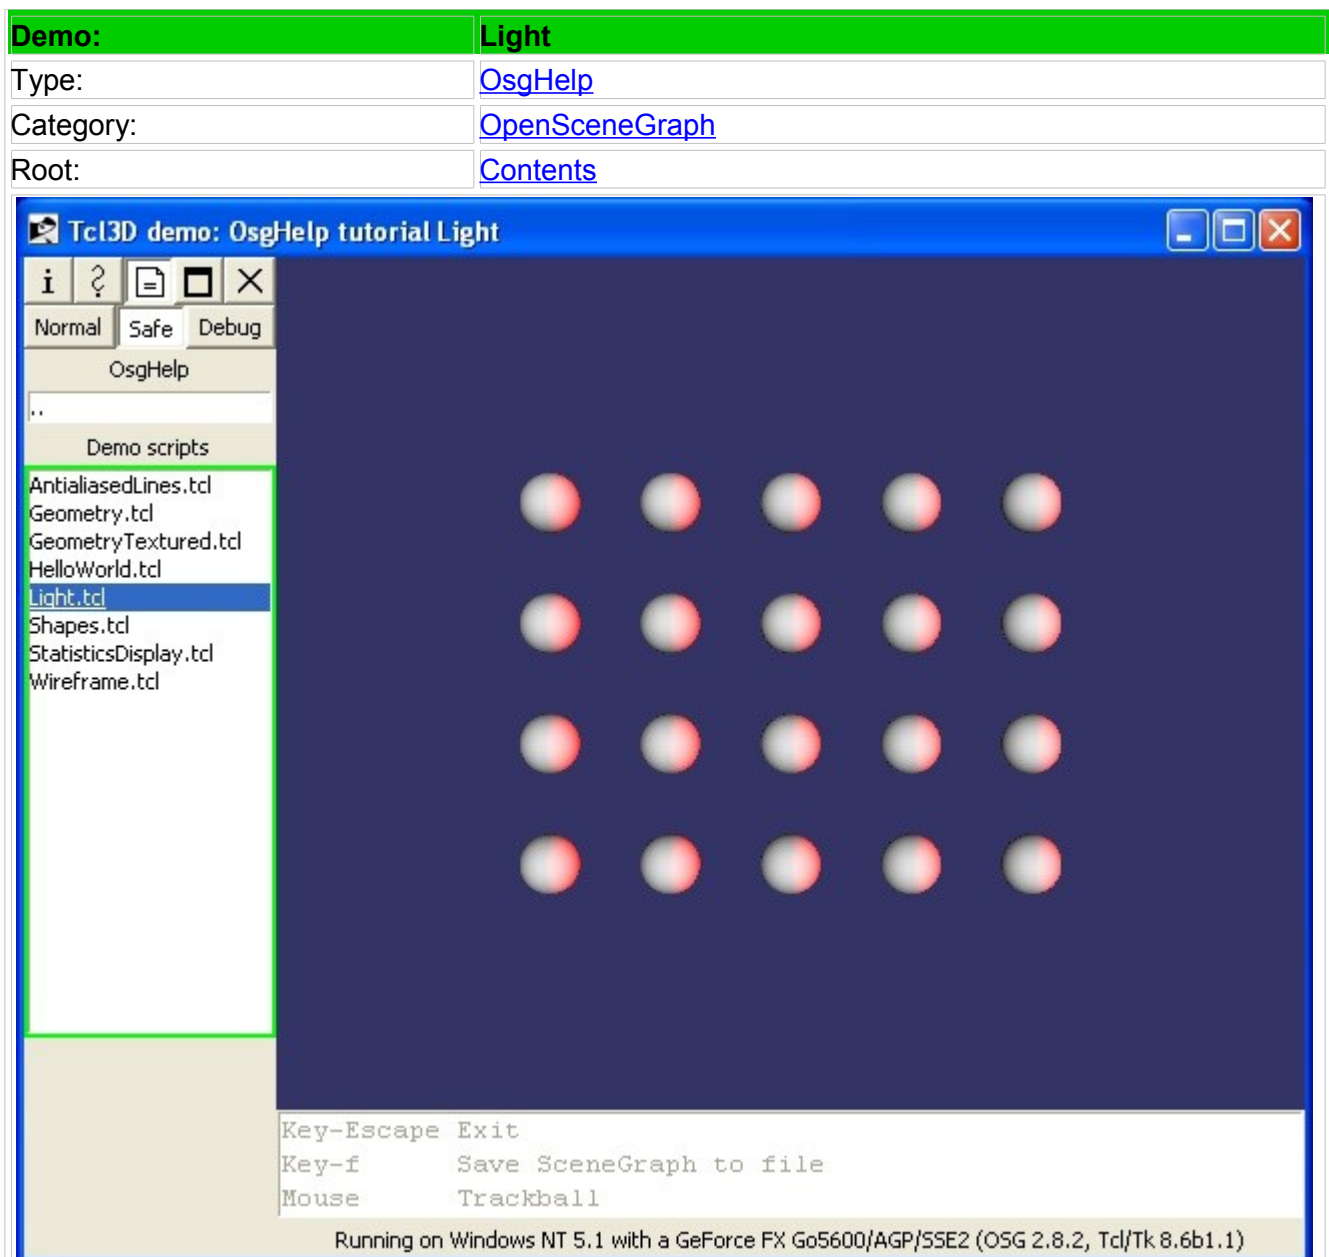 Demo: Light
Type: OsgHelp
Category: OpenSceneGraph
Root: Contents
Tcl3D demo: OsgHelp tutorial Light
i ?
Normal Safe Debug
OsgHelp
..
Demo scripts
AntialiasedLines.tcl
Geometry.tcl
GeometryTextured.tcl
HelloWorld.tcl
Light.tcl
Shapes.tcl
StatisticsDisplay.tcl
Wireframe.tcl
Key-Escape Exit
Key-f Save SceneGraph to file
Mouse Trackball
Running on Windows NT 5.1 with a GeForce FX Go5600/AGP/SSE2 (OSG 2.8.2, Tcl/Tk 8.6b1.1)